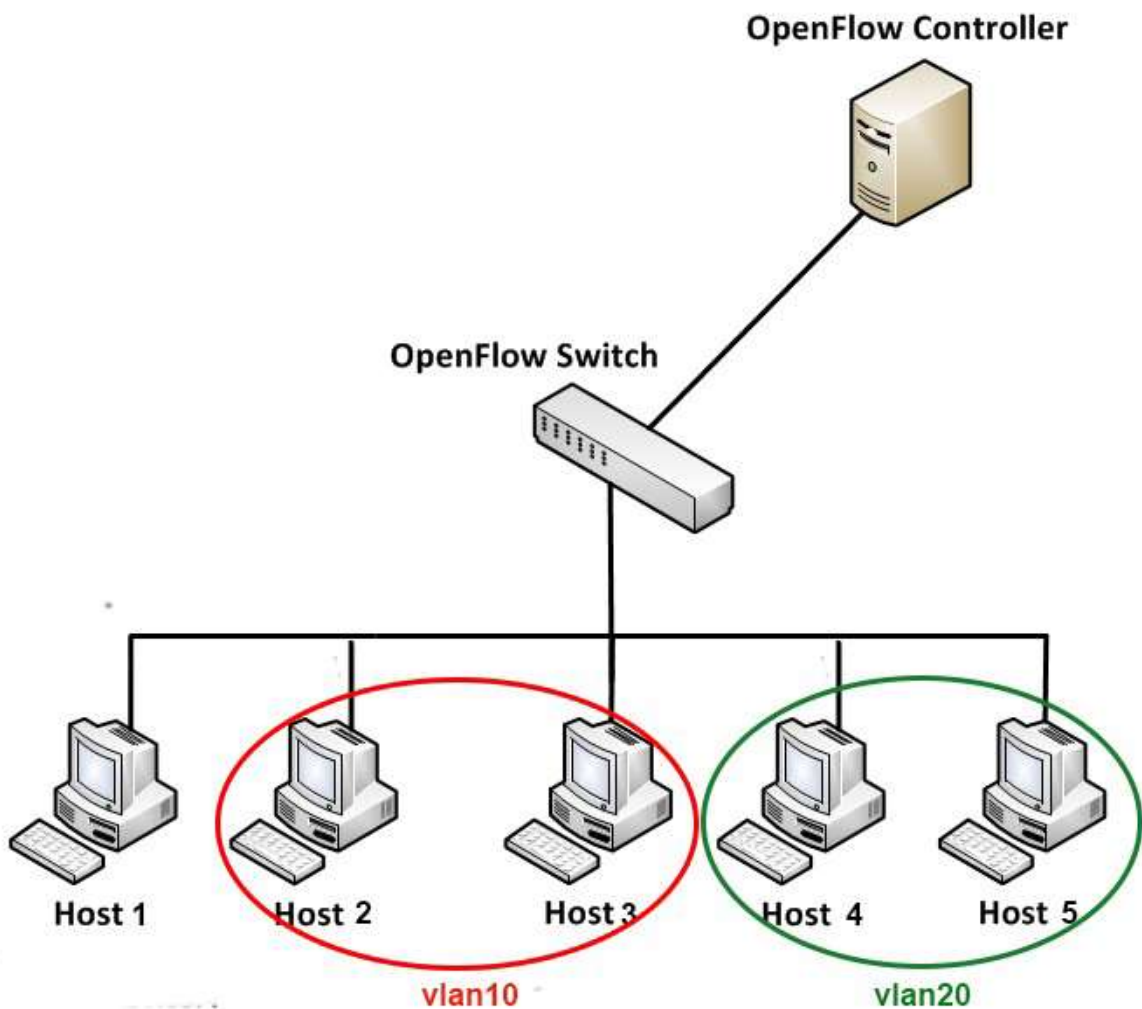 OpenFlow Controller
OpenFlow Switch
Host 1
Host 2
Host 3
Host 4
Host 5
vlan10
vlan20